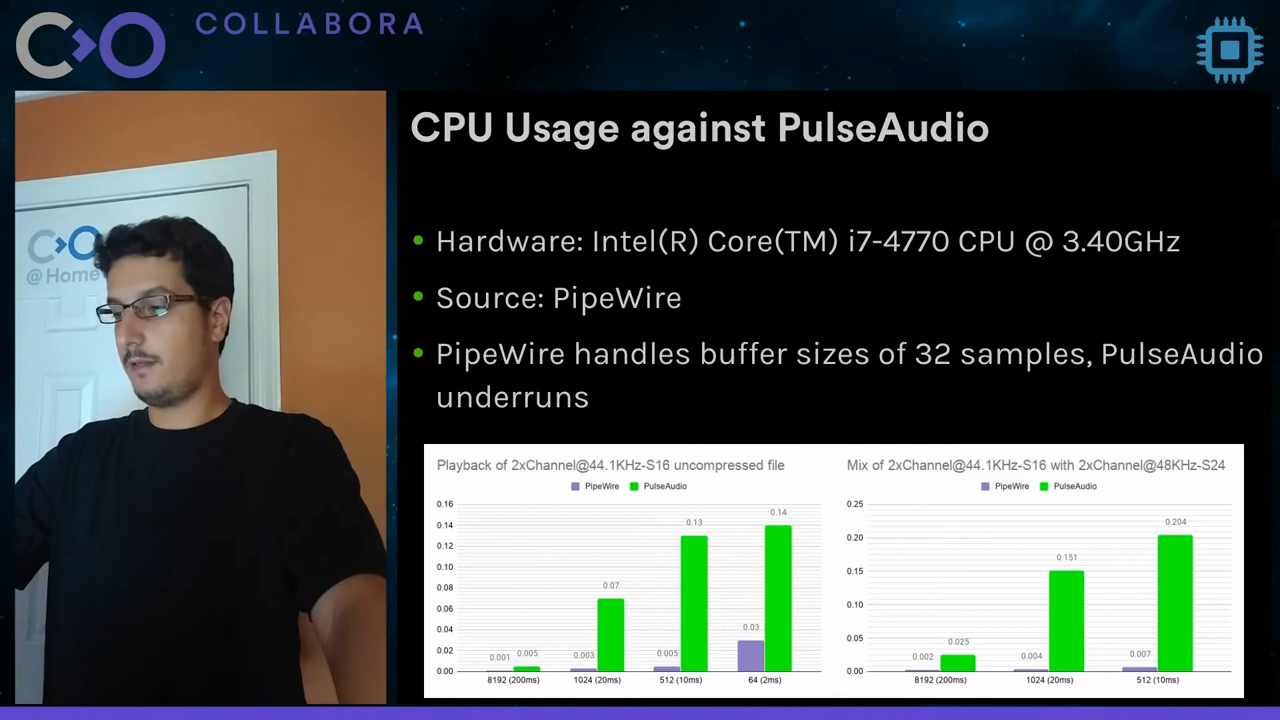 COLLABORA
@Home
CPU Usage against PulseAudio
• Hardware: Intel(R) Core(TM) i7-4770 CPU @ 3.40GHz
• Source: PipeWire
• PipeWire handles buffer sizes of 32 samples, PulseAudio
underruns
Playback of 2xChannel@44.1KHz-S16 uncompressed file
PipeWire PulseAudio
0.16
0.14
0.12
0.10
0.08
0.06
0.04
0.02
0.00
0.001 0.005
0.003 0.07
0.005 0.13
0.03 0.14
8192 (200ms) 1024 (20ms) 512 (10ms) 64 (2ms)
Mix of 2xChannel@44.1KHz-S16 with 2xChannel@48KHz-S24
PipeWire PulseAudio
0.25
0.20
0.15
0.10
0.05
0.00
0.002 0.025
0.004 0.151
0.007 0.204
8192 (200ms) 1024 (20ms) 512 (10ms)